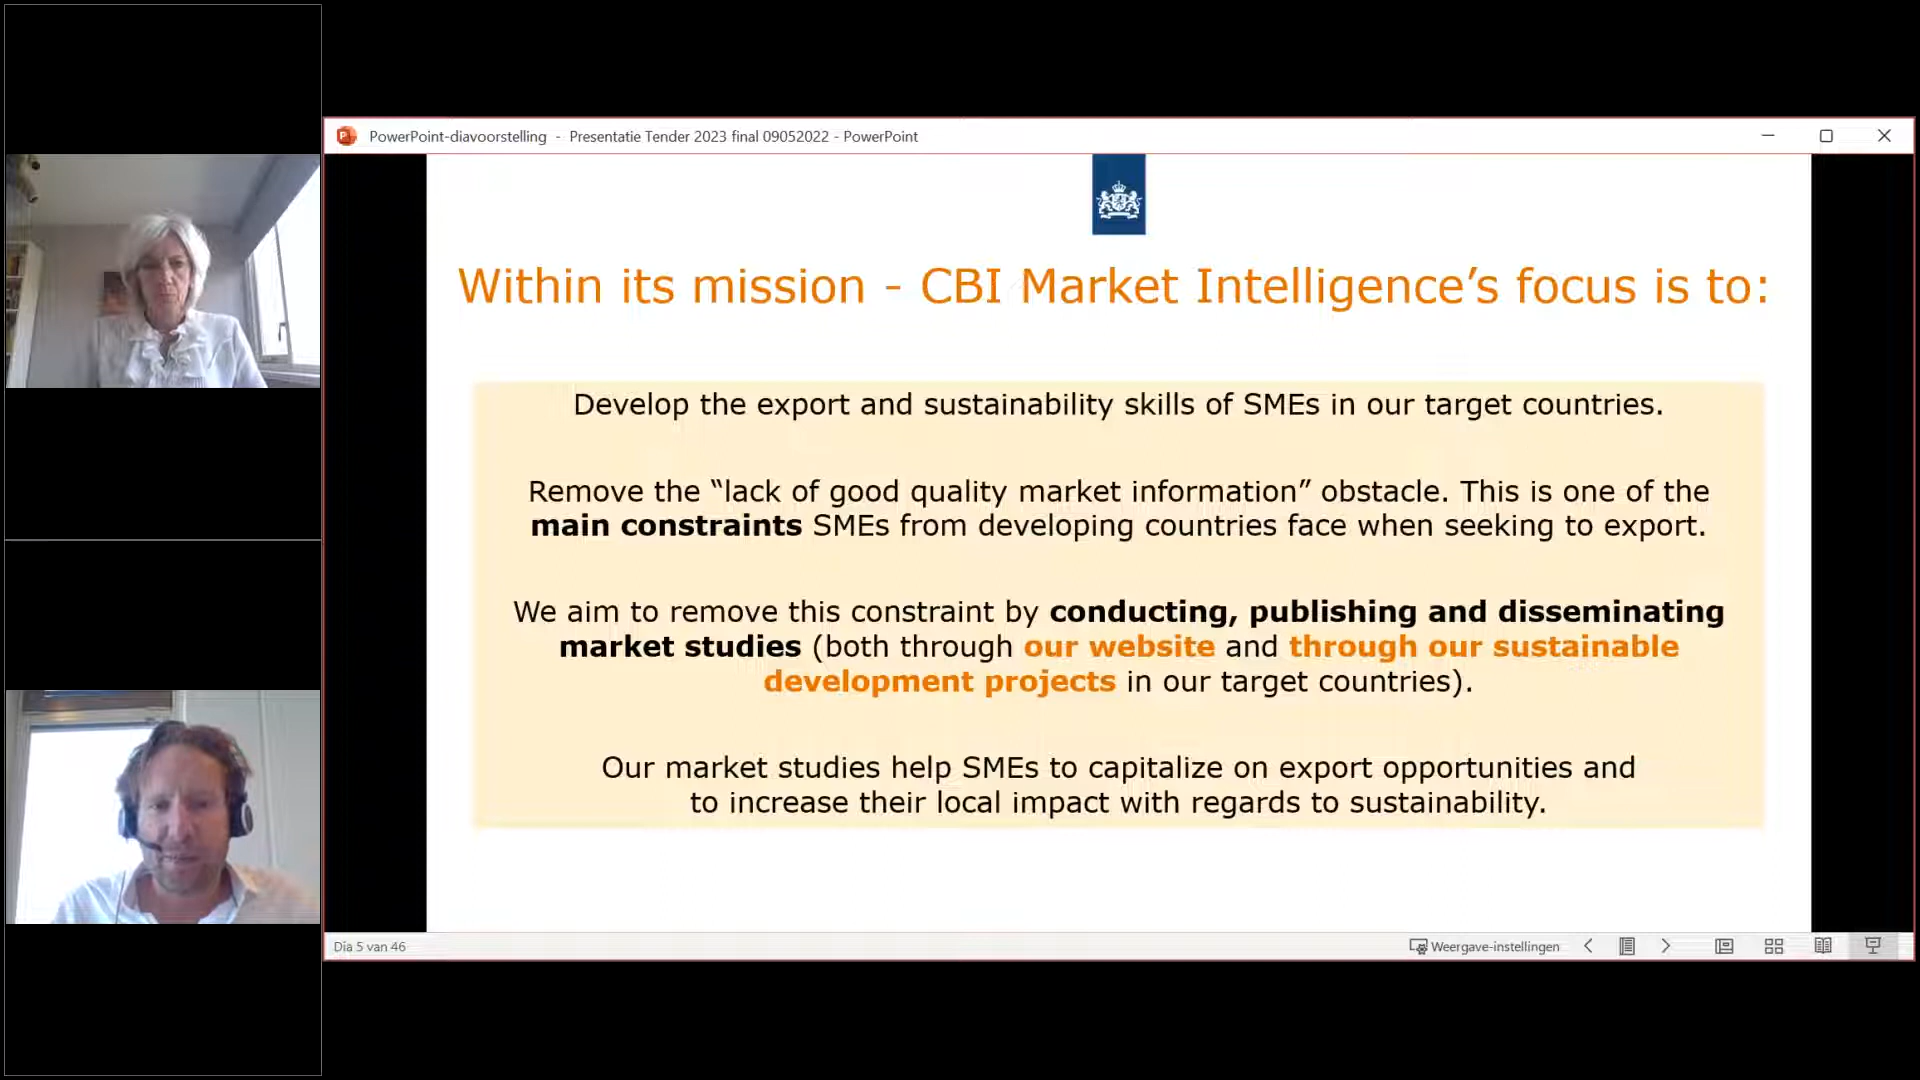 PowerPoint-diavoorstelling - Presentatie Tender 2023 final 09052022 - PowerPoint
Within its mission - CBI Market Intelligence’s focus is to:
Develop the export and sustainability skills of SMEs in our target countries.
Remove the “lack of good quality market information” obstacle. This is one of the
main constraints SMEs from developing countries face when seeking to export.
We aim to remove this constraint by conducting, publishing and disseminating
market studies (both through our website and through our sustainable
development projects in our target countries).
Our market studies help SMEs to capitalize on export opportunities and
to increase their local impact with regards to sustainability.
Dia 5 van 46
Weergave-instellingen